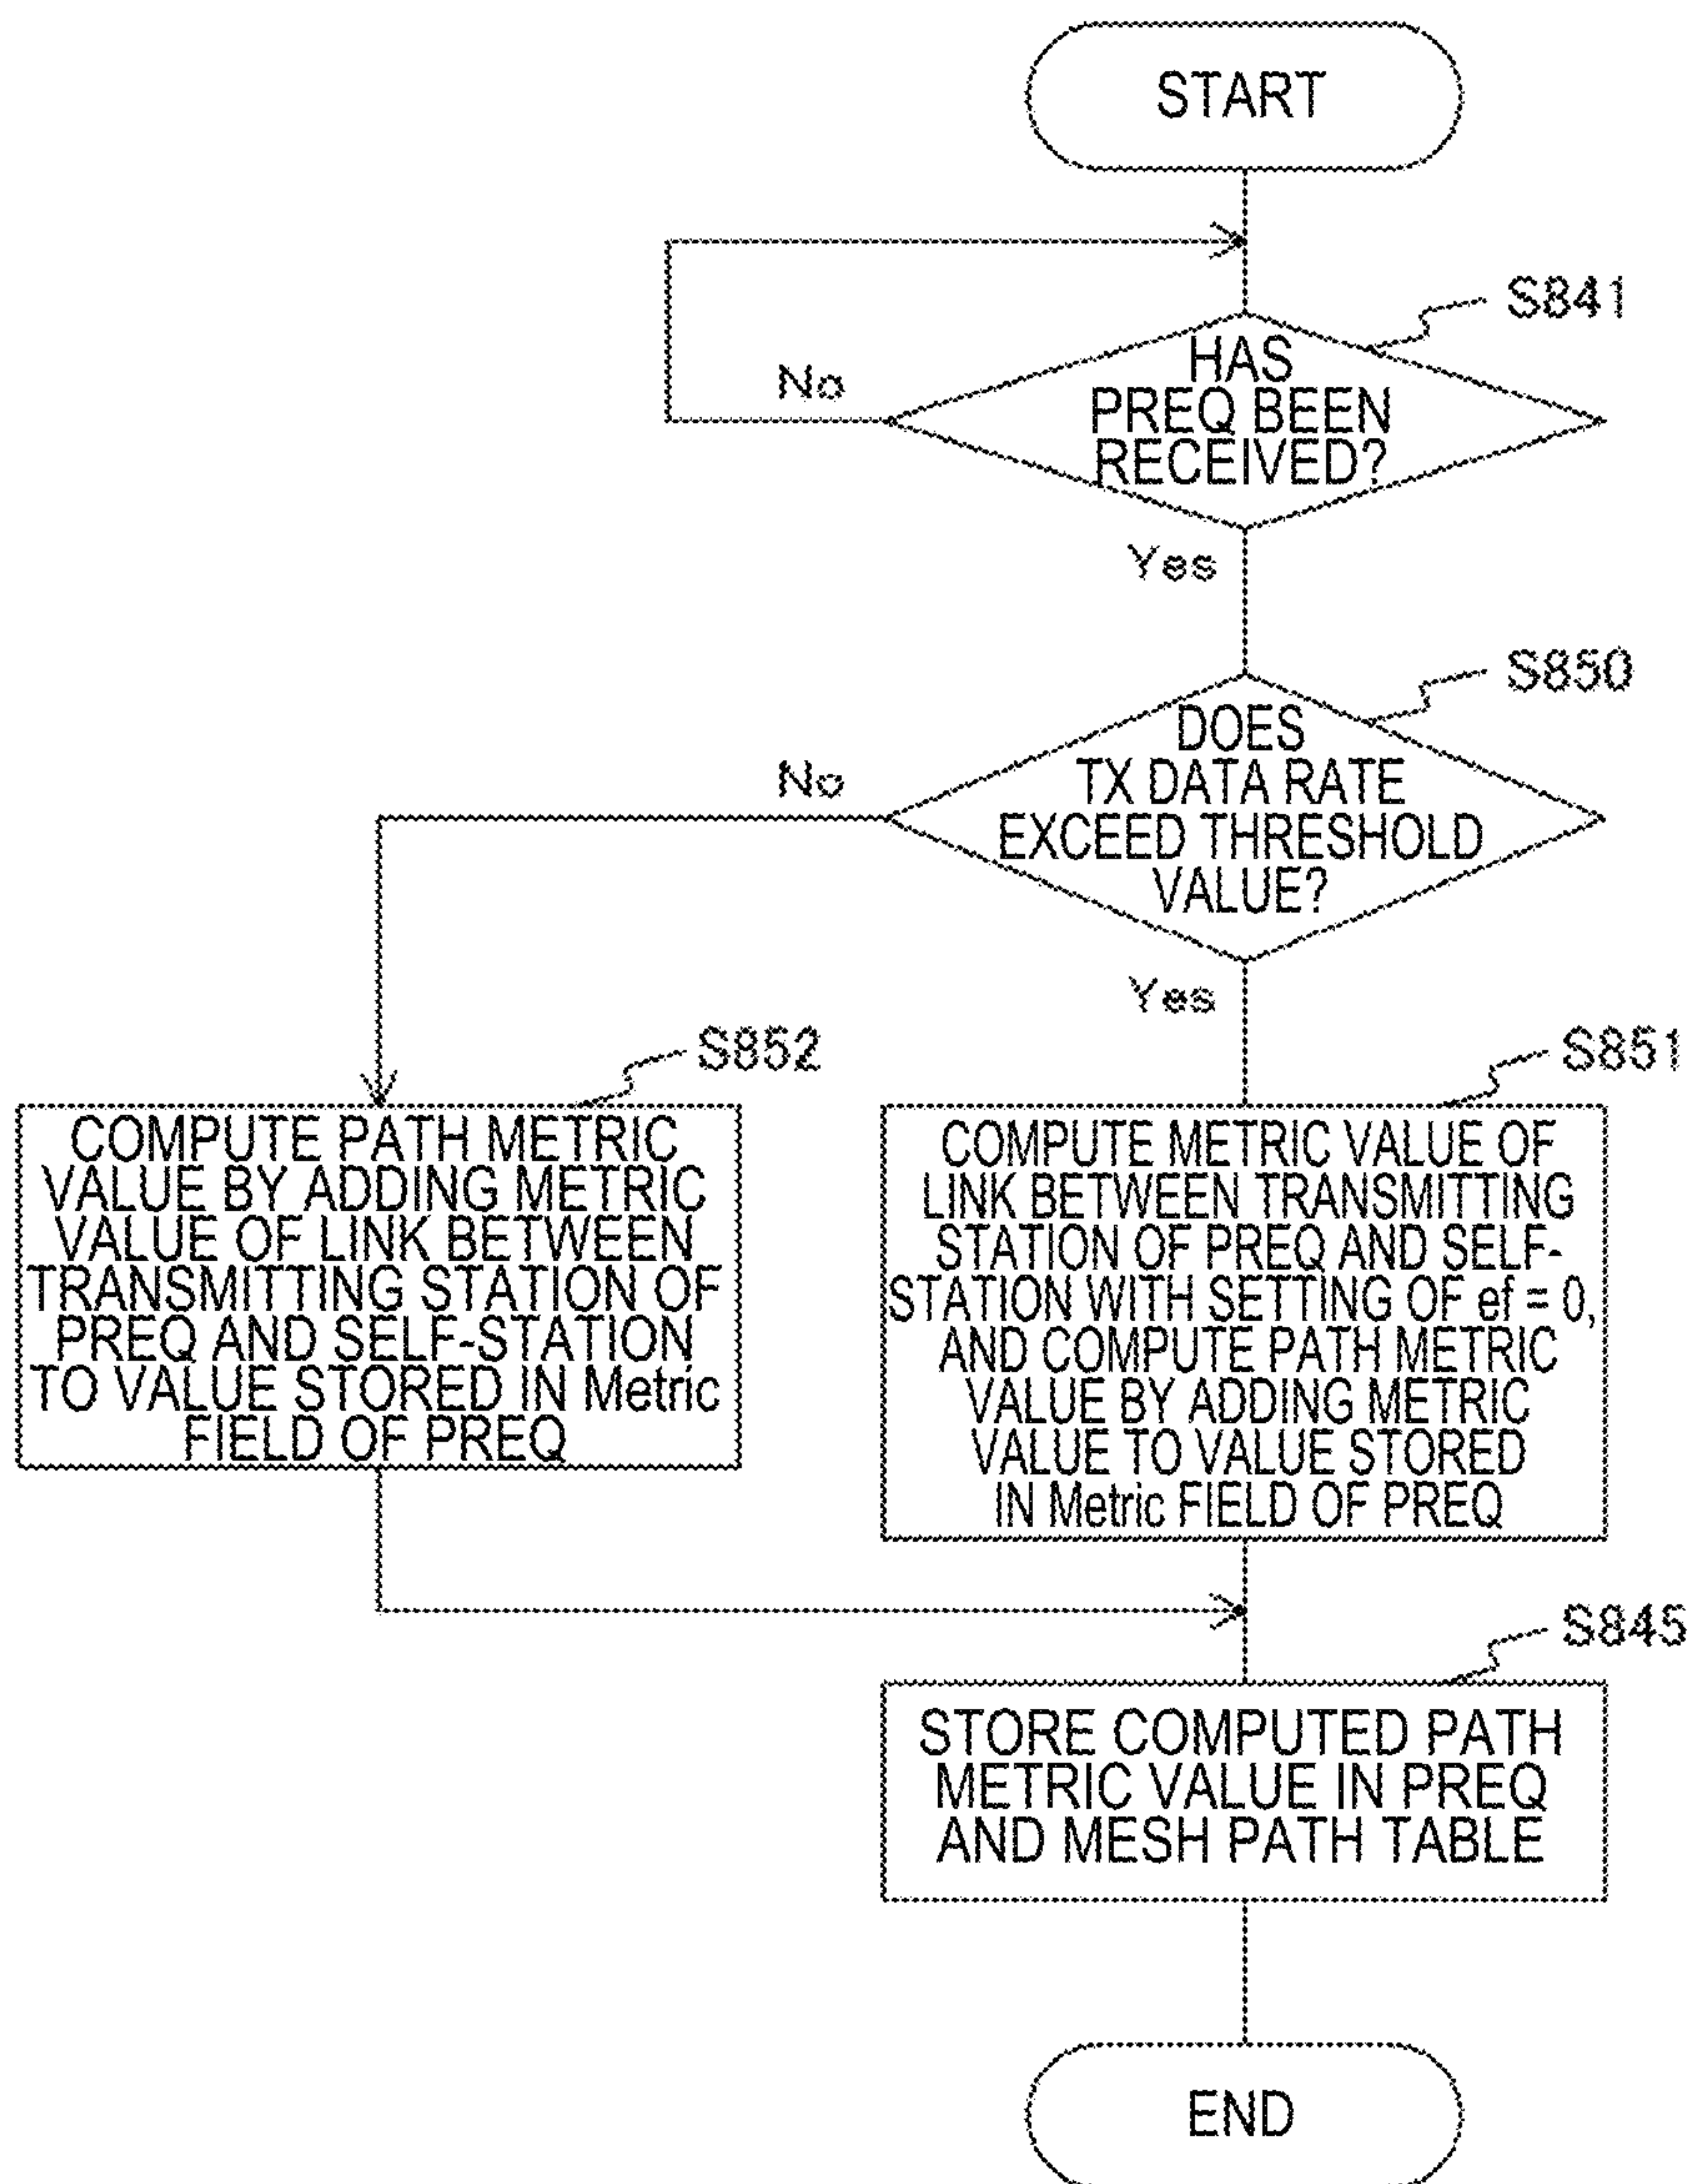 START
S841
HAS
PREQ BEEN
RECEIVED?
No
Yes
S850
DOES
TX DATA RATE
EXCEED THRESHOLD
VALUE?
No
Yes
S852
COMPUTE PATH METRIC
VALUE BY ADDING METRIC
VALUE OF LINK BETWEEN
TRANSMITTING STATION OF
PREQ AND SELF-STATION
TO VALUE STORED IN Metric
FIELD OF PREQ
S851
COMPUTE METRIC VALUE OF
LINK BETWEEN TRANSMITTING
STATION OF PREQ AND SELF-
STATION WITH SETTING OF ef = 0,
AND COMPUTE PATH METRIC
VALUE BY ADDING METRIC
VALUE TO VALUE STORED
IN Metric FIELD OF PREQ
S845
STORE COMPUTED PATH
METRIC VALUE IN PREQ
AND MESH PATH TABLE
END